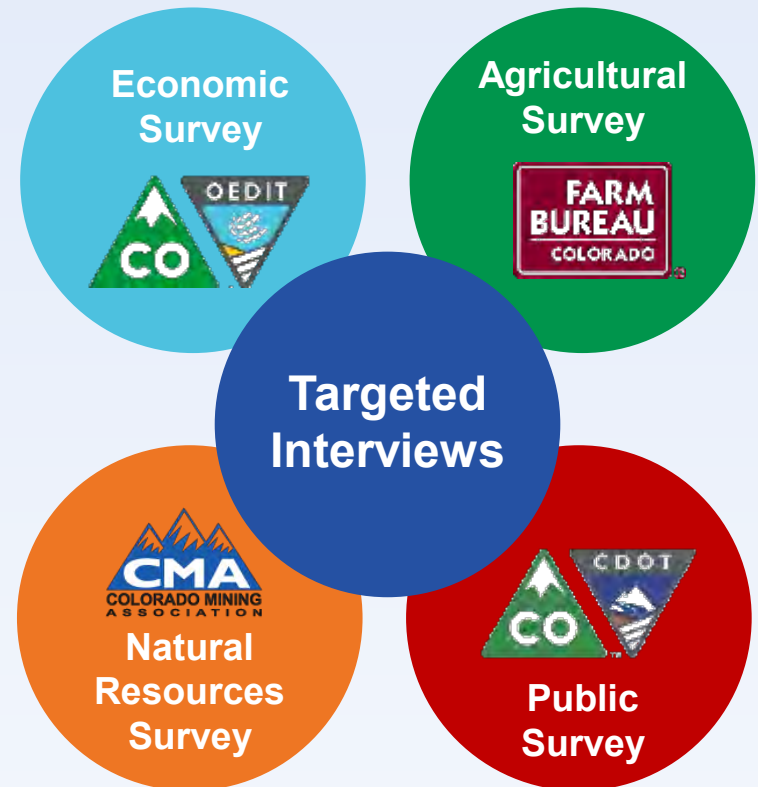 Economic
Survey
CO
OEDIT
Agricultural
Survey
FARM
BUREAU
COLORADO
®
Targeted
Interviews
CMA
COLORADO MINING
ASSOCIATION
Natural
Resources
Survey
CO
CDOT
TM
Public
Survey